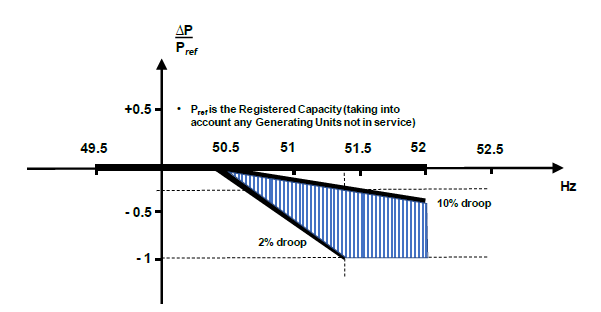 ΔP
Pref
+0.5
• Pref is the Registered Capacity (taking into
account any Generating Units not in service)
49.5 50.5 51 51.5 52 52.5
Hz
- 0.5
10% droop
2% droop
- 1